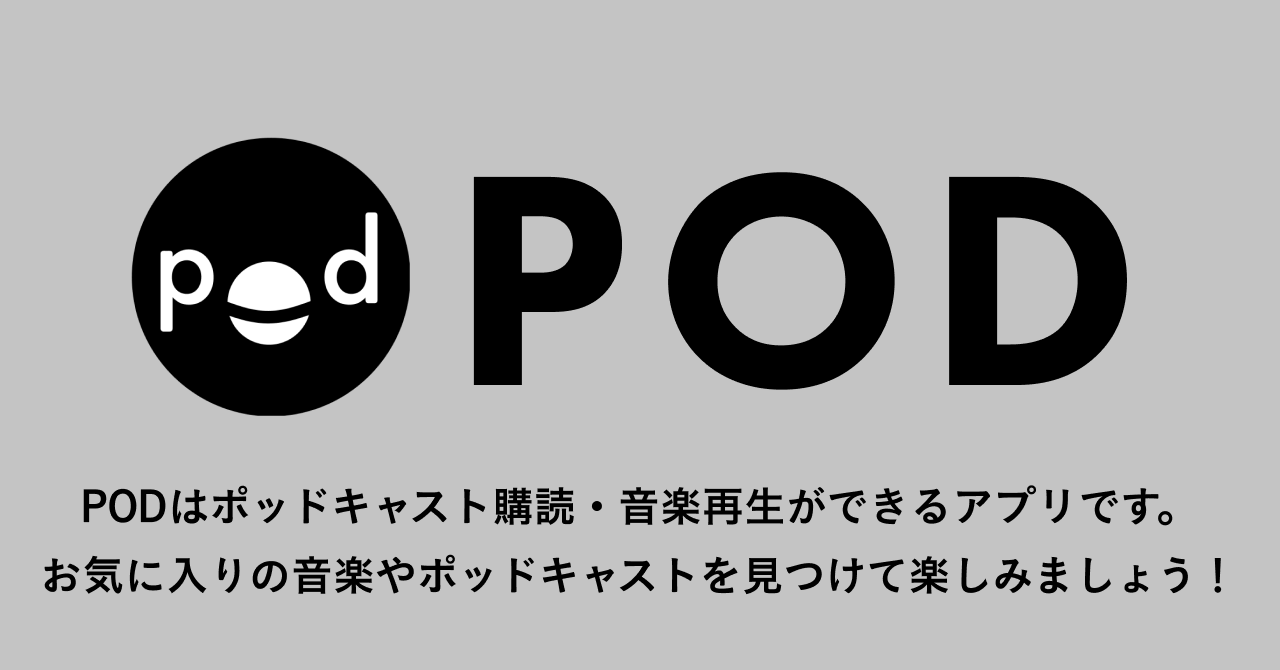 pod POD
PODはポッドキャスト購読・音楽再生ができるアプリです。
お気に入りの音楽やポッドキャストを見つけて楽しみましょう！